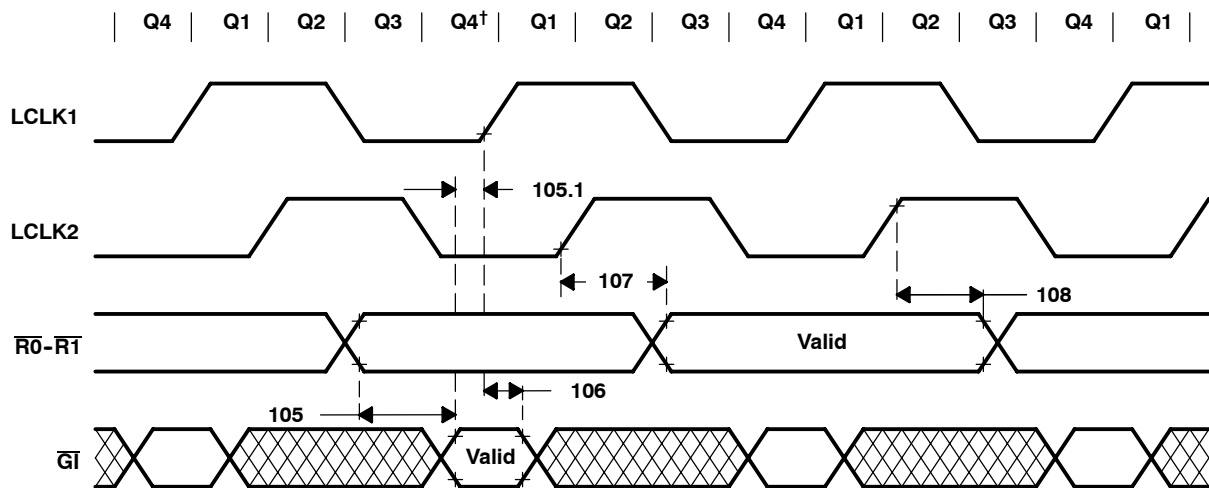 Q4 Q1 Q2 Q3 Q4† Q1 Q2 Q3 Q4 Q1 Q2 Q3 Q4 Q1
LCLK1
105.1
LCLK2
107
108
R0-R1
Valid
106
105
GI
Valid